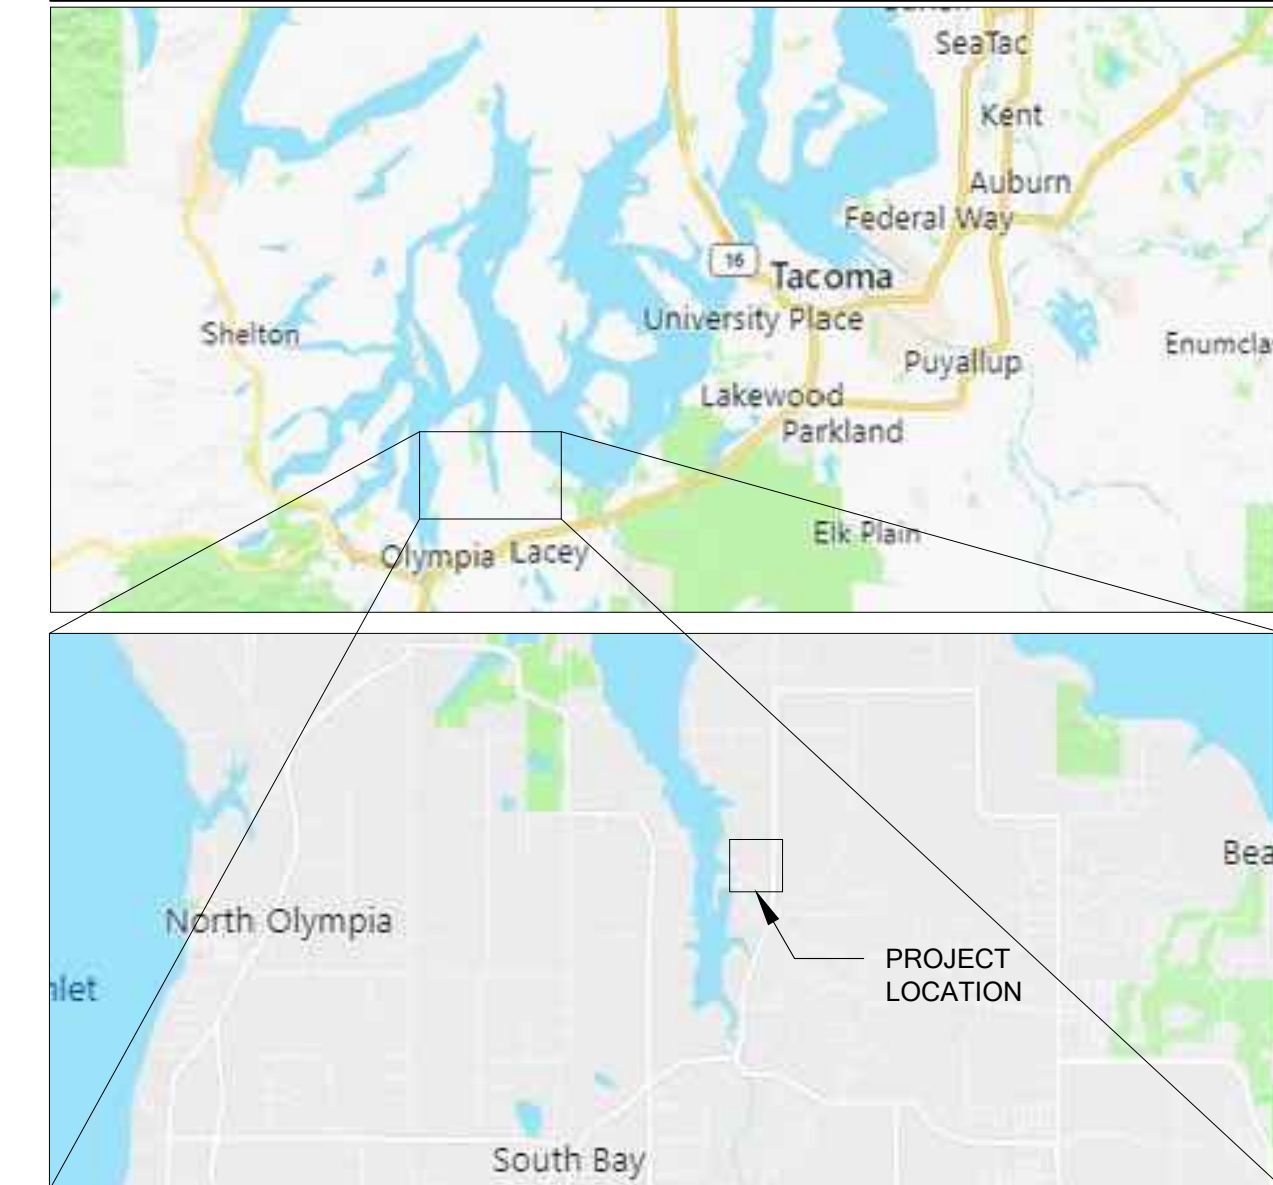 SeaTac
Kent
Auburn
Federal Way
16
Tacoma
University Place
Shelton
Enumcla
Puyallup
Lakewood
Parkland
Elk Plain
Olympia
Lacey
Bea
North Olympia
PROJECT
LOCATION
nlet
South Bay